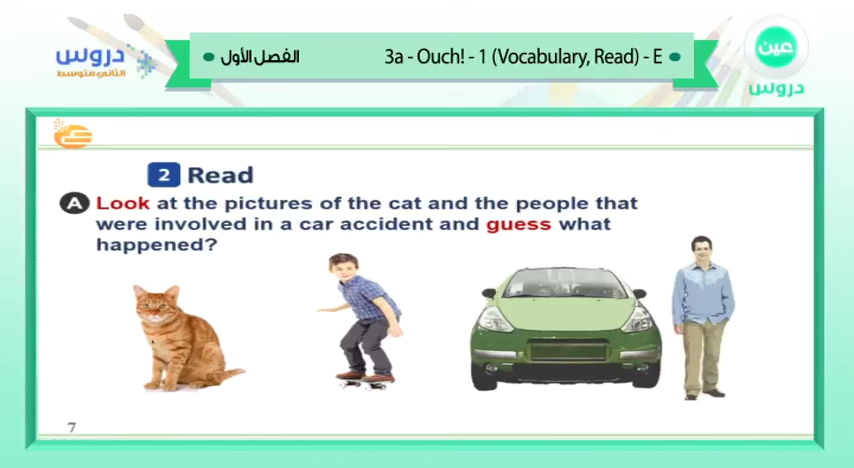 دروس
الثاني متوسط
الفصل الأول
3a - Ouch! - 1 (Vocabulary, Read) - E
عين
دروس
2 Read
A Look at the pictures of the cat and the people that
were involved in a car accident and guess what
happened?
7